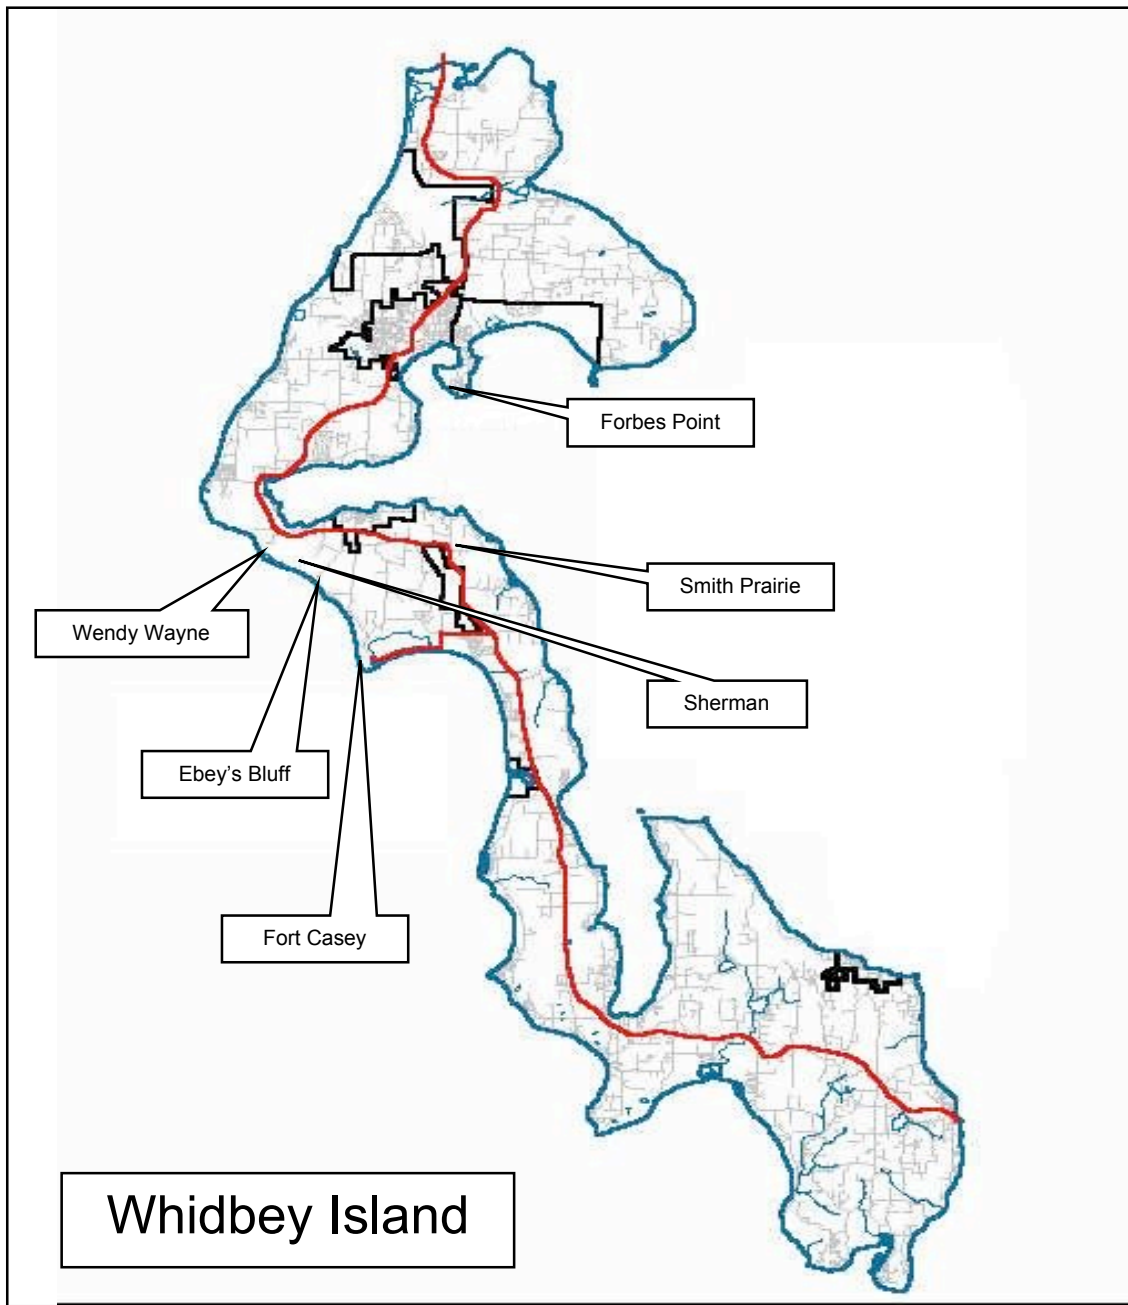 Forbes Point
Smith Prairie
Wendy Wayne
Sherman
Ebey’s Bluff
Fort Casey
Whidbey Island